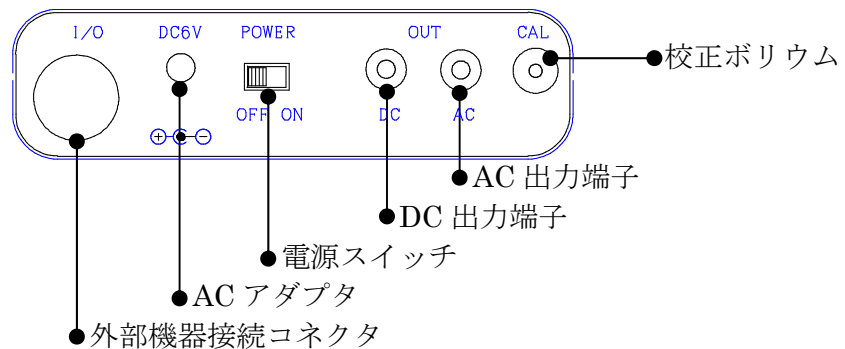 I/O DC6V POWER OUT CAL
校正ボリウム
OFF ON DC AC
AC 出力端子
DC 出力端子
電源スイッチ
AC アダプタ
外部機器接続コネクタ